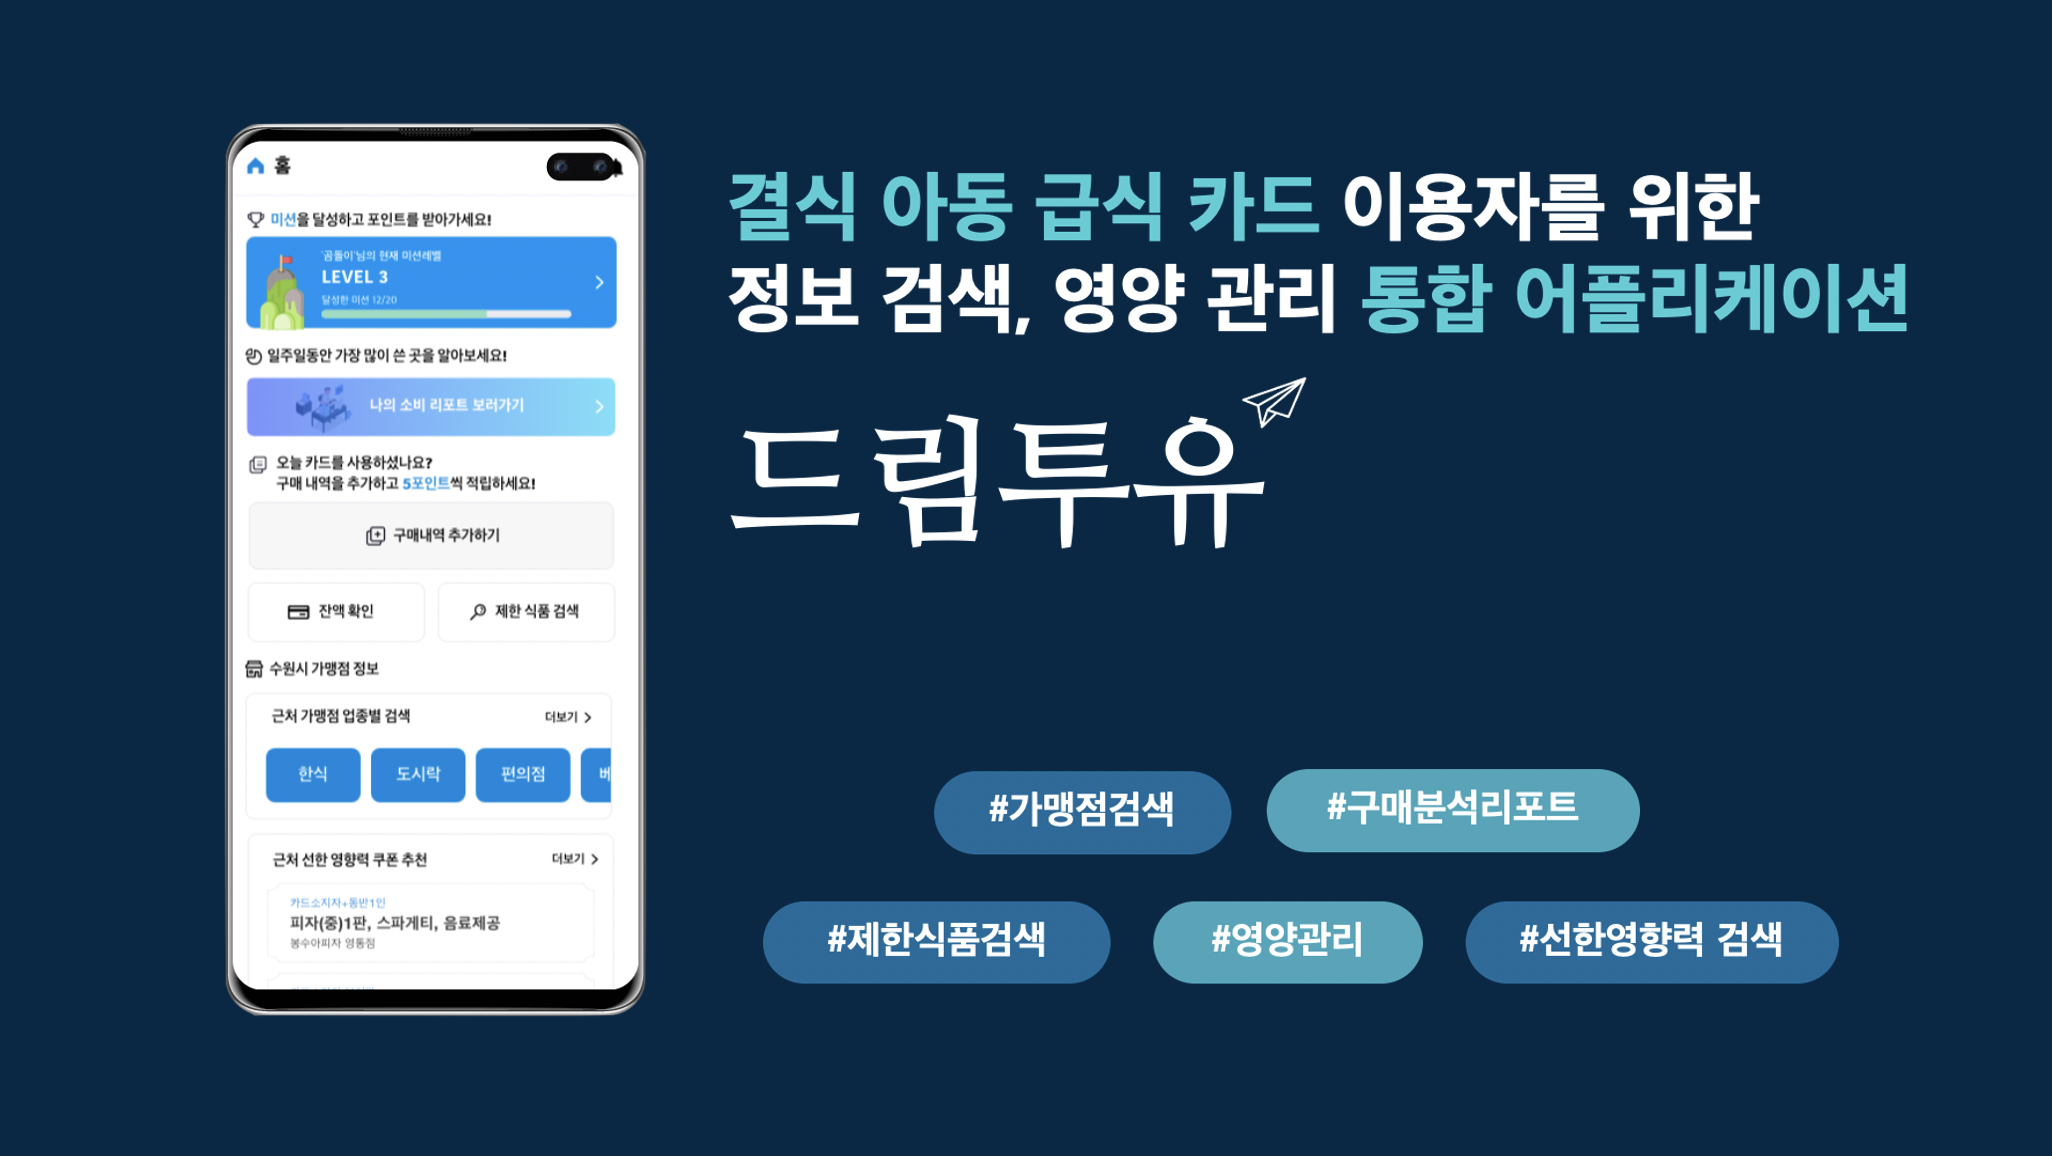 홈
미션을 달성하고 포인트를 받아가세요!
'곰돌이'님의 현재 미션레벨
LEVEL 3
달성한 미션 12/20
일주일동안 가장 많이 쓴 곳을 알아보세요!
나의 소비 리포트 보러가기
오늘 카드를 사용하셨나요?
구매 내역을 추가하고 5포인트씩 적립하세요!
구매내역 추가하기
잔액 확인
제한 식품 검색
수원시 가맹점 정보
근처 가맹점 업종별 검색
더보기
한식
도시락
편의점
베
근처 선한 영향력 쿠폰 추천
더보기
카드소지자+동반1인
피자(중)1판, 스파게티, 음료제공
봉수아피자 영통점
결식 아동 급식 카드 이용자를 위한
정보 검색, 영양 관리 통합 어플리케이션
드림투유
#가맹점검색
#구매분석리포트
#제한식품검색
#영양관리
#선한영향력 검색